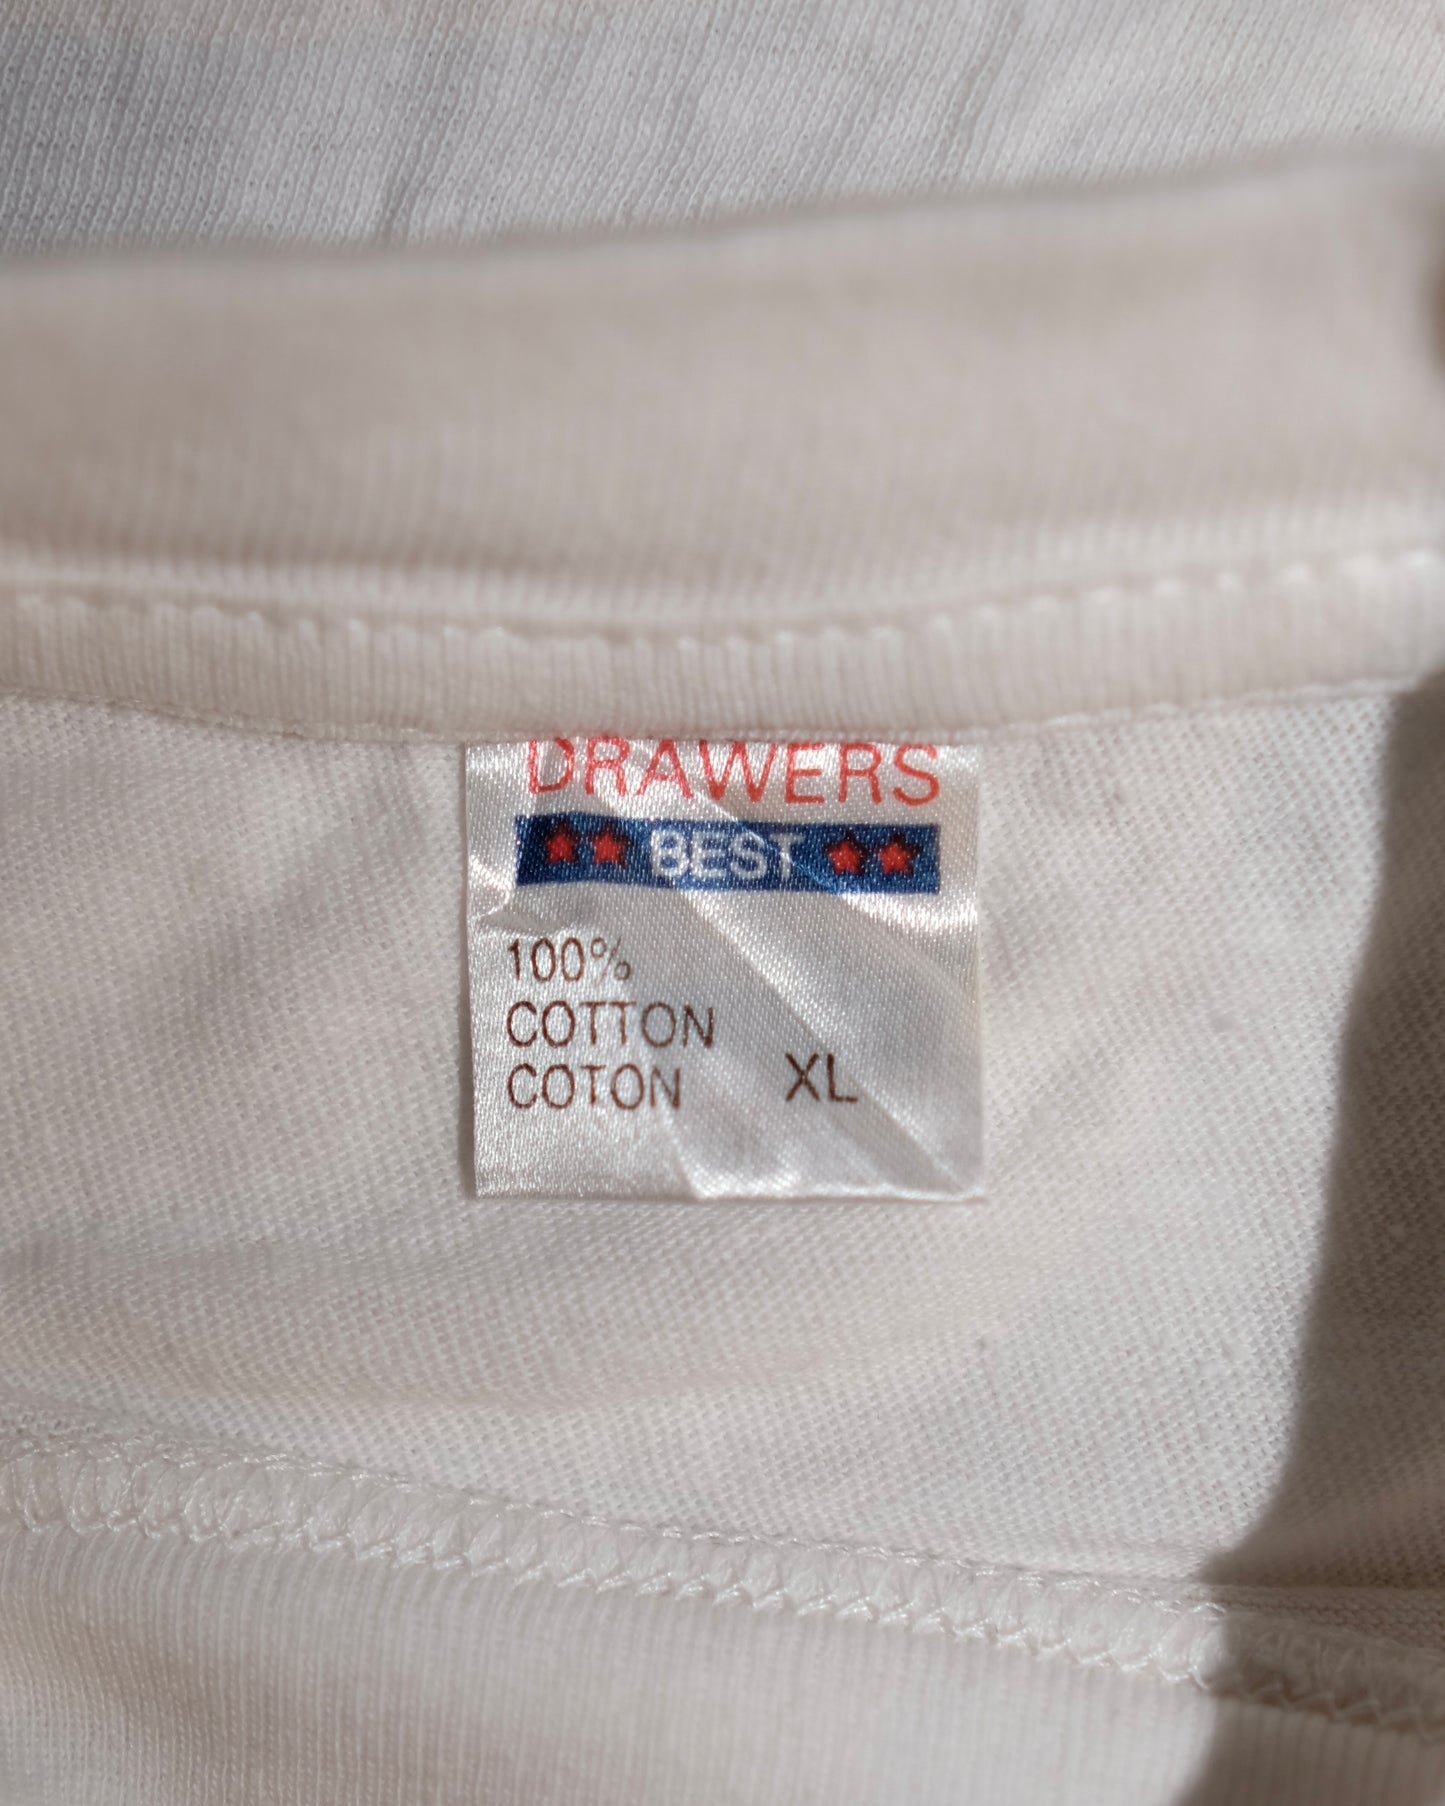 DRAWERS
BEST
100%
COTTON
COTON XL